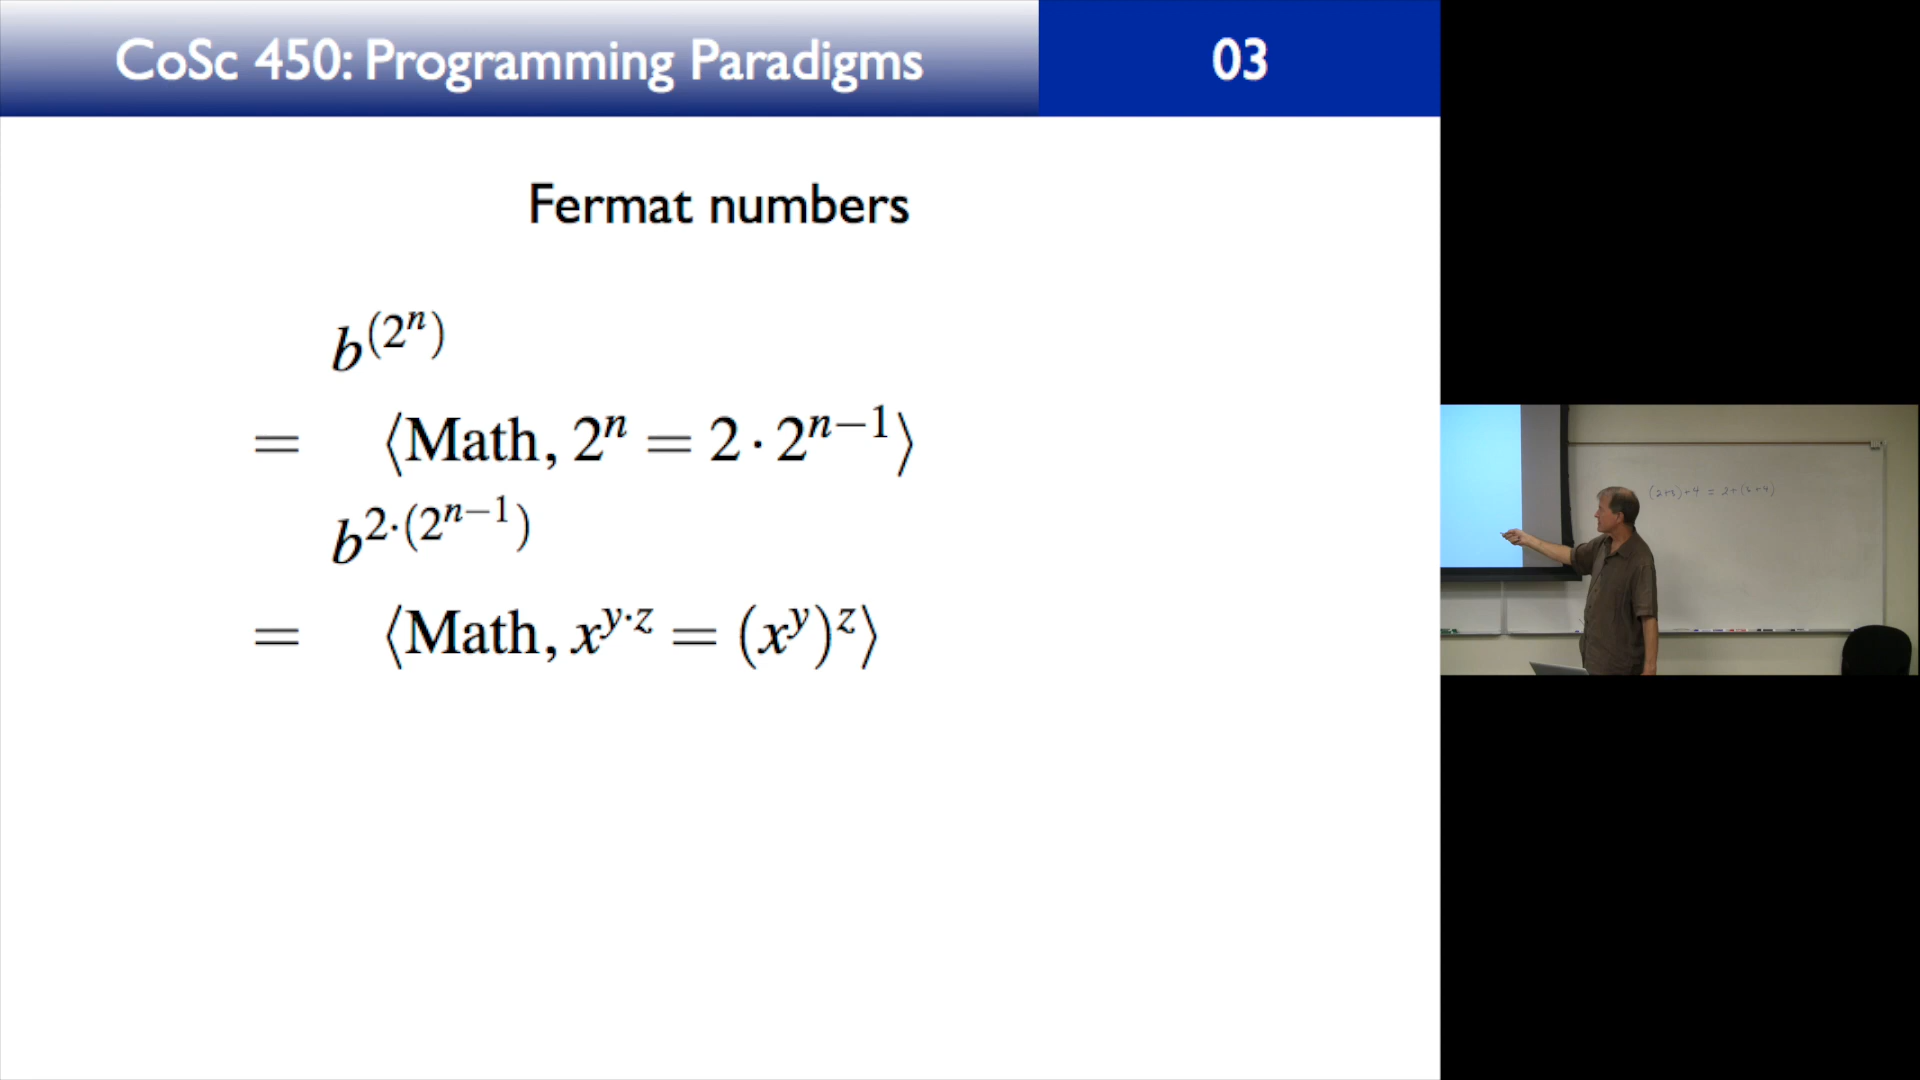 CoSc 450: Programming Paradigms
03
Fermat numbers
b^(2^n)
= ⟨Math, 2^n = 2 · 2^{n−1}⟩
b^{2·(2^{n−1})}
= ⟨Math, x^{y·z} = (x^y)^z⟩